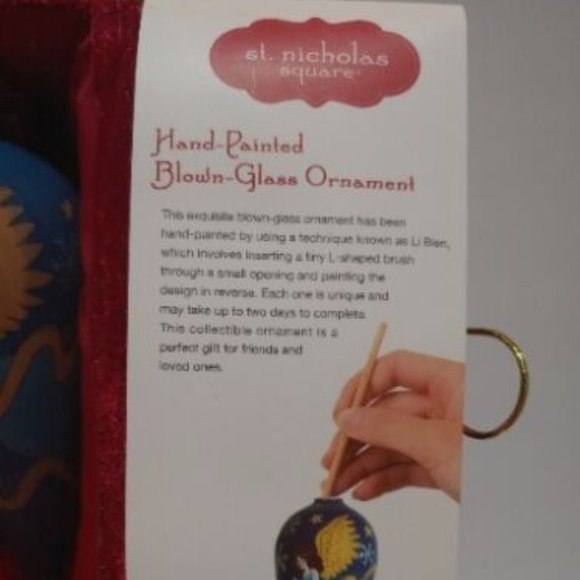 st. nicholas
square
Hand-Painted
Blown-Glass Ornament
This exquisite blown-glass ornament has been
hand-painted by using a technique known as Li Bien,
which involves inserting a tiny L-shaped brush
through a small opening and painting the
design in reverse. Each one is unique and
may take up to two days to complete.
This collectible ornament is a
perfect gift for friends and
loved ones.